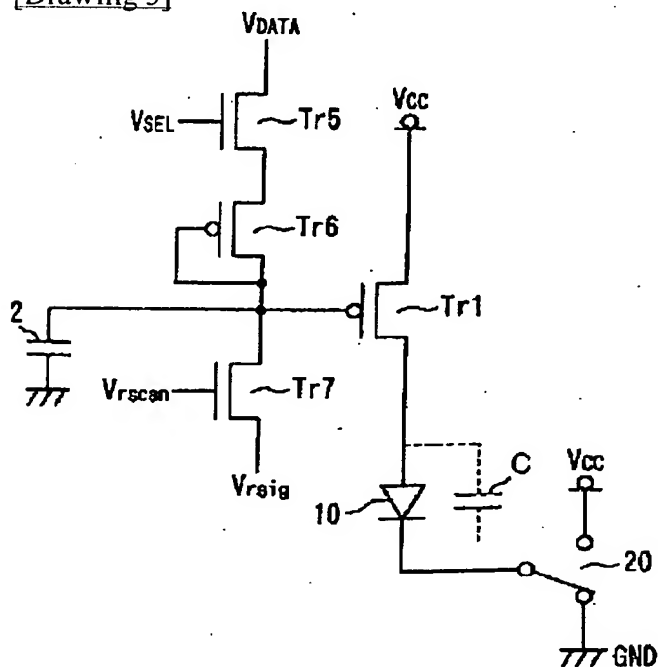 [Drawing 5]
VDATA
VSEL
Tr5
Vcc
Tr6
Tr1
2
Vrscan
Tr7
Vrsig
C
Vcc
10
20
GND